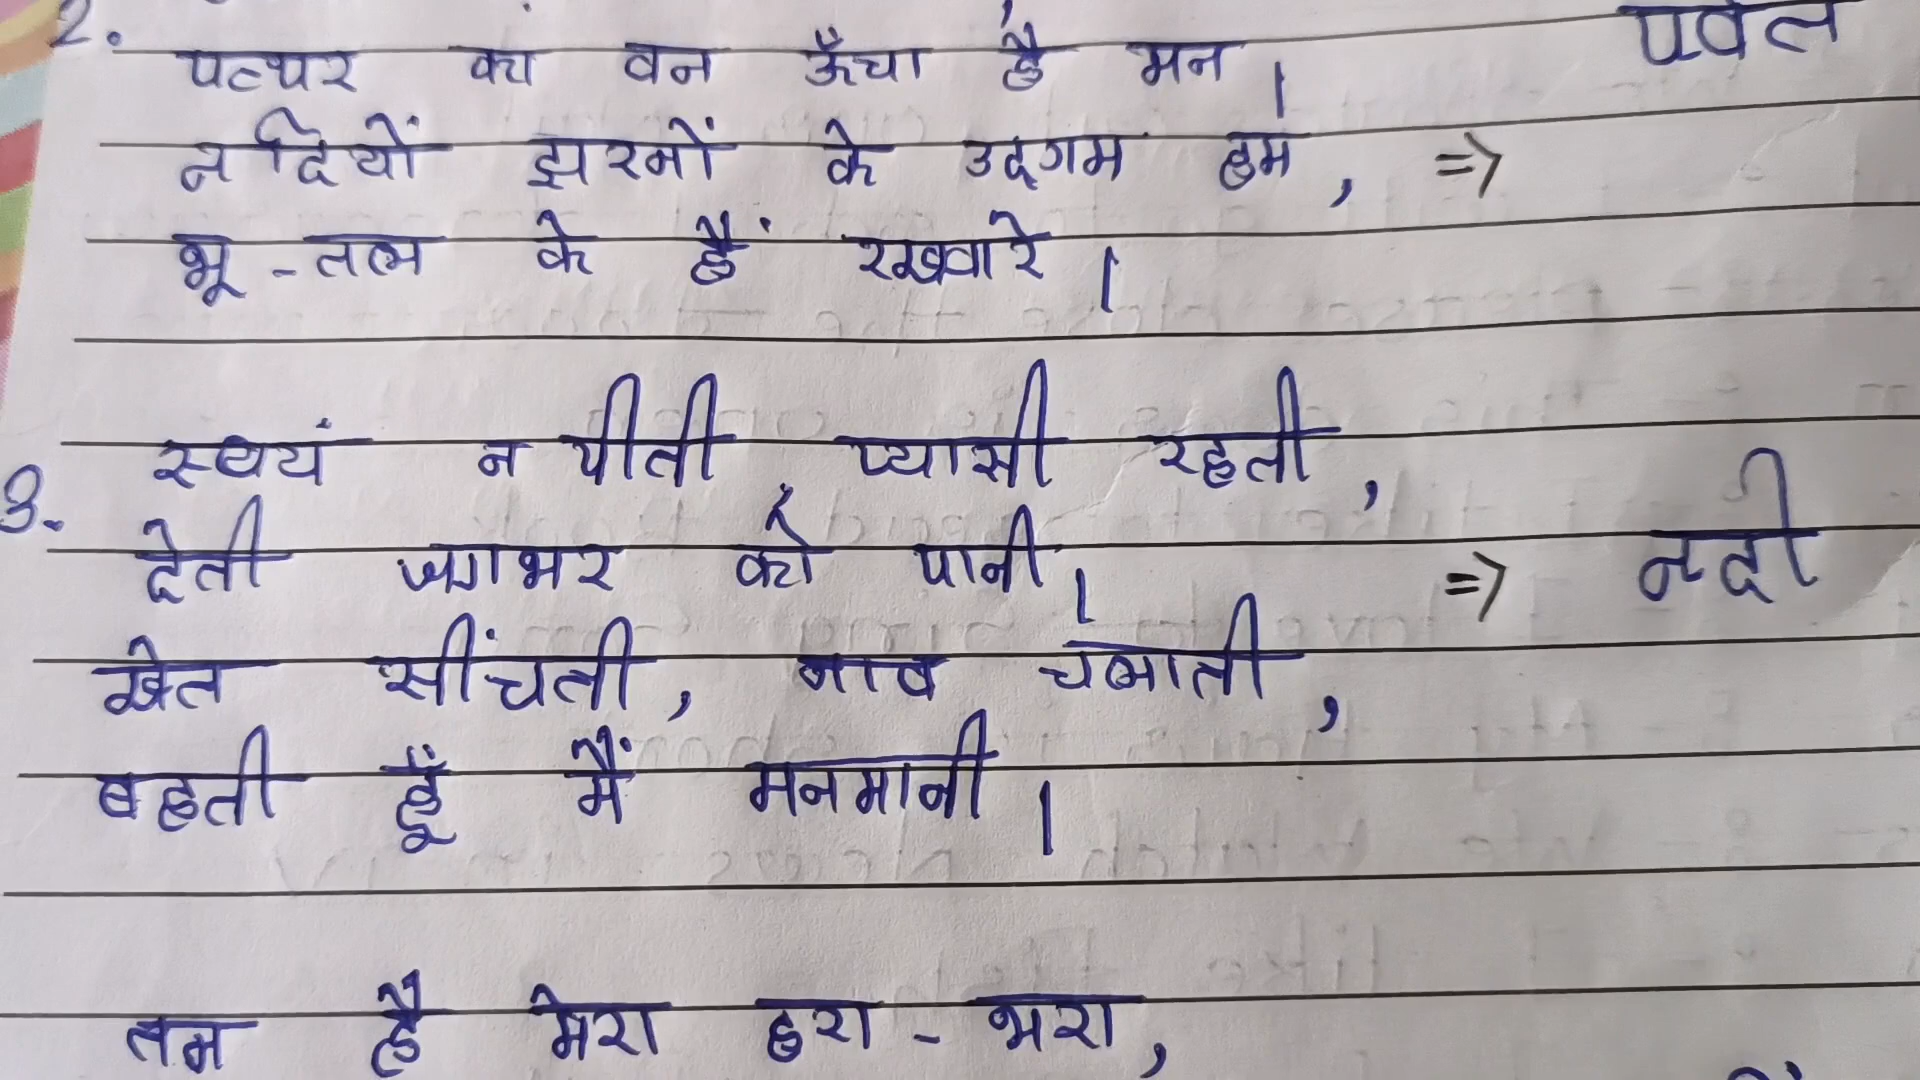 2. पत्थर का वन ऊँचा है मन। पर्वत
नदियों झरनों के उद्गम हम, =>
भू-तल के हैं रखवारे।
3. स्वयं न पीती प्यासी रहती,
देती जगभर को पानी। => नदी
खेत सींचती, नाव चलाती,
बहती हूँ मैं मनमानी।
तन है मेरा हरा-भरा,